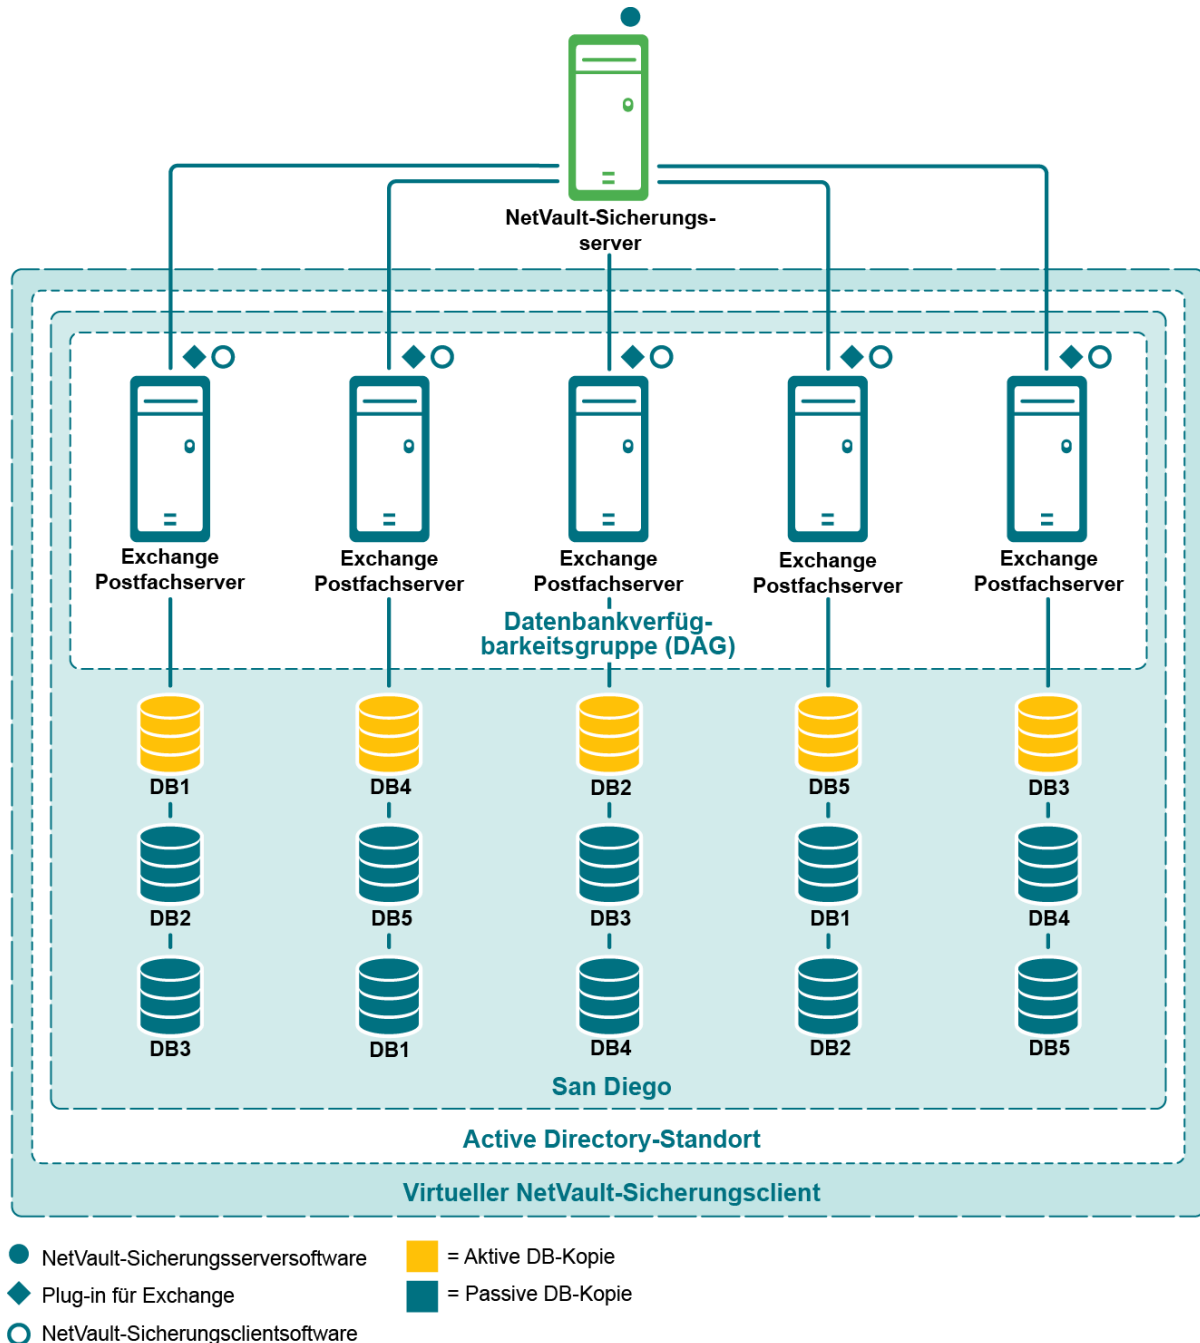 NetVault-Sicherungs-
server
Exchange
Postfachserver
Exchange
Postfachserver
Exchange
Postfachserver
Exchange
Postfachserver
Exchange
Postfachserver
Datenbankverfüg-
barkeitsgruppe (DAG)
DB1
DB4
DB2
DB5
DB3
DB2
DB5
DB3
DB1
DB4
DB3
DB1
DB4
DB2
DB5
San Diego
Active Directory-Standort
Virtueller NetVault-Sicherungsclient
NetVault-Sicherungsserversoftware
Plug-in für Exchange
NetVault-Sicherungsclientsoftware
= Aktive DB-Kopie
= Passive DB-Kopie